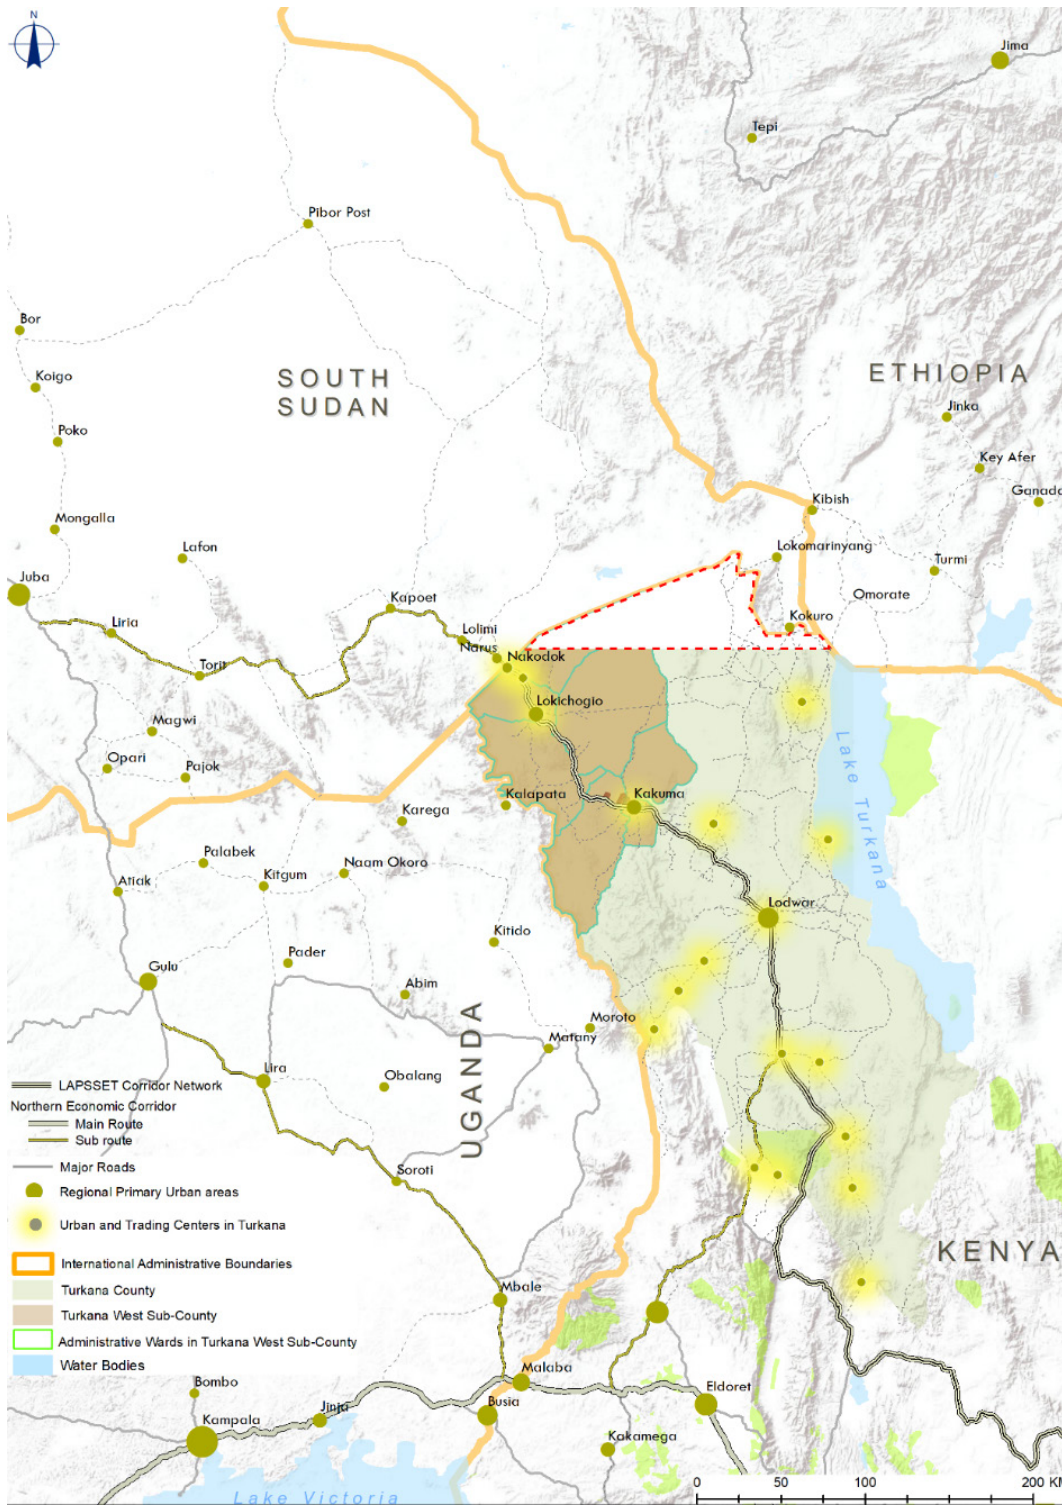 N
Jima
Tepi
Pibor Post
Bor
Koigo
SOUTH
SUDAN
ETHIOPIA
Jinka
Poko
Key Afer
Ganada
Kibish
Mongalla
Lafon
Lokomarinyang
Turmi
Juba
Kapoet
Omorate
Liria
Lolimi
Kokuro
Narus
Nakodok
Torit
Lokichogio
Magwi
Opari
Pajok
Lake Turkana
Kalapata
Kakuma
Karega
Palabek
Naam Okoro
Kitgum
Atiak
Lodwar
Kitido
Pader
Gulu
Abim
UGANDA
Moroto
Matany
Lira
Obalang
LAPSSET Corridor Network
Northern Economic Corridor
Main Route
Sub route
Major Roads
Soroti
Regional Primary Urban areas
Urban and Trading Centers in Turkana
KENYA
International Administrative Boundaries
Turkana County
Mbale
Turkana West Sub-County
Administrative Wards in Turkana West Sub-County
Water Bodies
Malaba
Bombo
Eldoret
Busia
Jinja
Kampala
Kakamega
0 50 100 200 KM
Lake Victoria